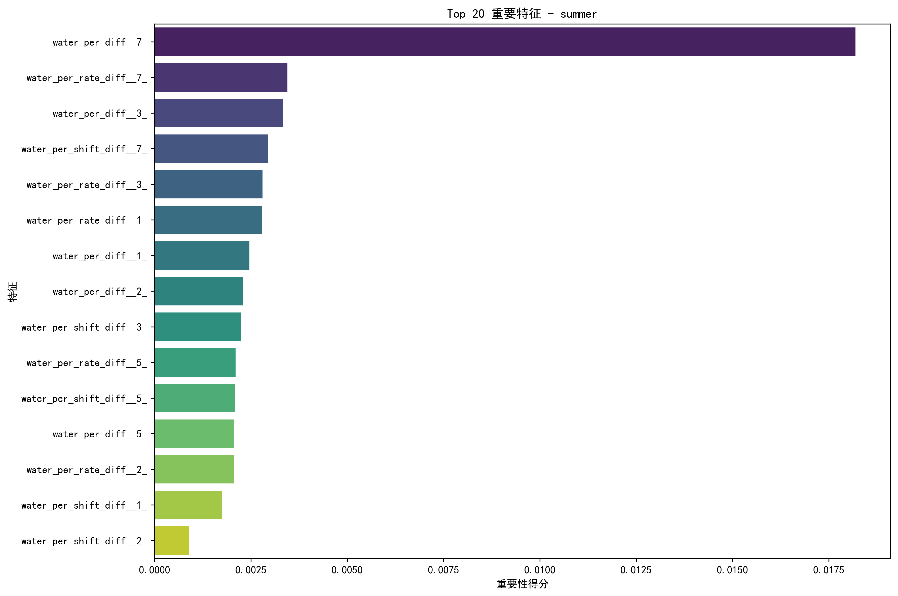 Top 20 重要特征 - summer
water_per_diff__7_
water_per_rate_diff__7_
water_per_diff__3_
water_per_shift_diff__7_
water_per_rate_diff__3_
water_per_rate_diff__1_
water_per_diff__1_
water_per_diff__2_
water_per_shift_diff__3_
water_per_rate_diff__5_
water_per_shift_diff__5_
water_per_diff__5_
water_per_rate_diff__2_
water_per_shift_diff__1_
water_per_shift_diff__2_
特征
0.0000 0.0025 0.0050 0.0075 0.0100 0.0125 0.0150 0.0175
重要性得分